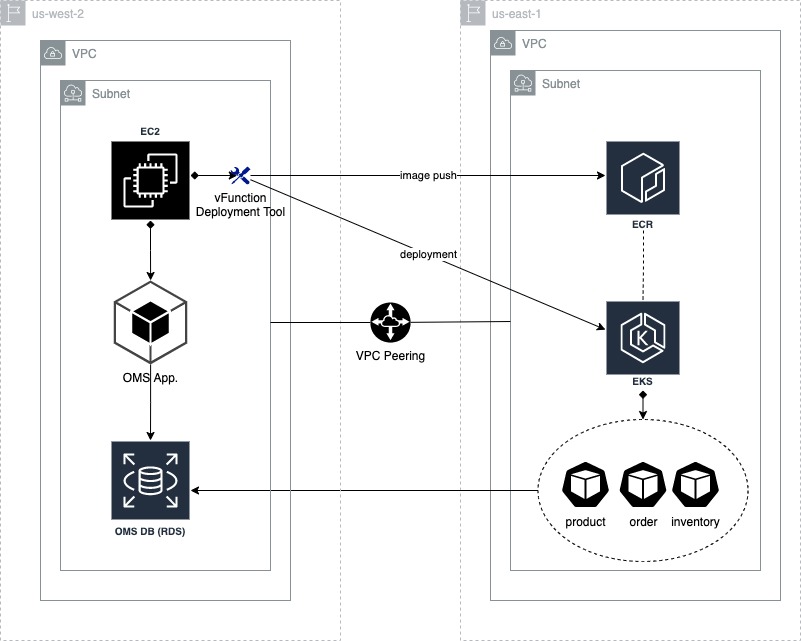 us-west-2
us-east-1
VPC
VPC
Subnet
Subnet
EC2
image push
vFunction
Deployment Tool
ECR
deployment
VPC Peering
OMS App.
K
EKS
OMS DB (RDS)
product
order
inventory